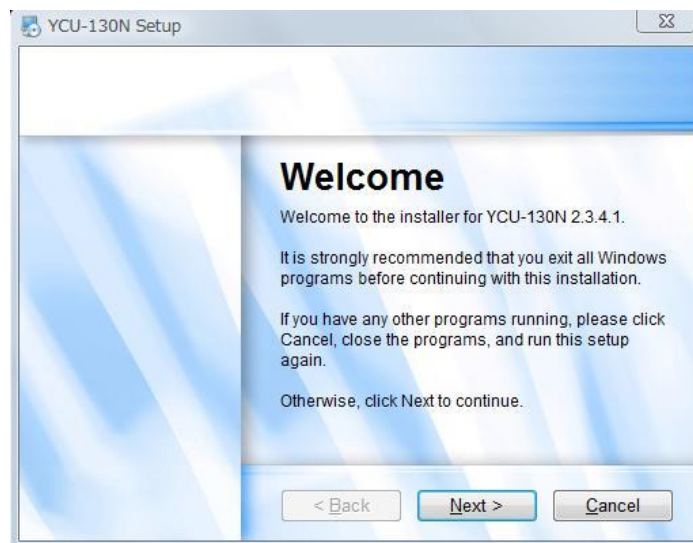 YCU-130N Setup
Welcome
Welcome to the installer for YCU-130N 2.3.4.1.
It is strongly recommended that you exit all Windows
programs before continuing with this installation.
If you have any other programs running, please click
Cancel, close the programs, and run this setup
again.
Otherwise, click Next to continue.
< Back Next > Cancel